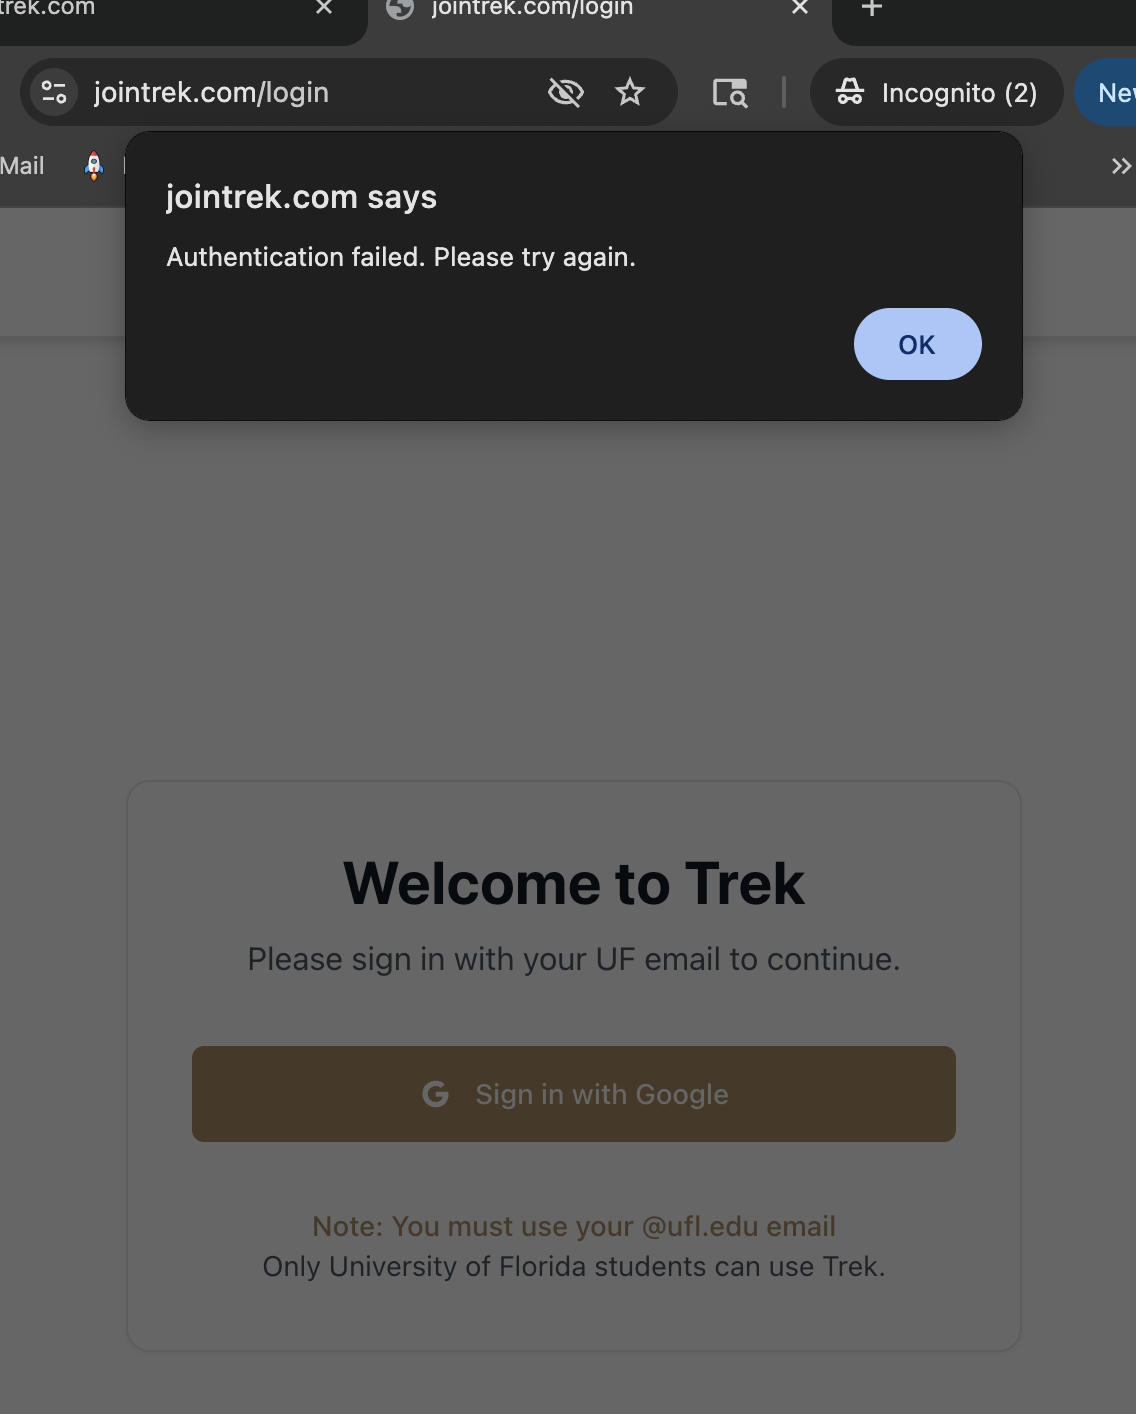 trek.com
jointrek.com/login
jointrek.com/login
Incognito (2)
Mail
jointrek.com says
Authentication failed. Please try again.
OK
Welcome to Trek
Please sign in with your UF email to continue.
Sign in with Google
Note: You must use your @ufl.edu email
Only University of Florida students can use Trek.